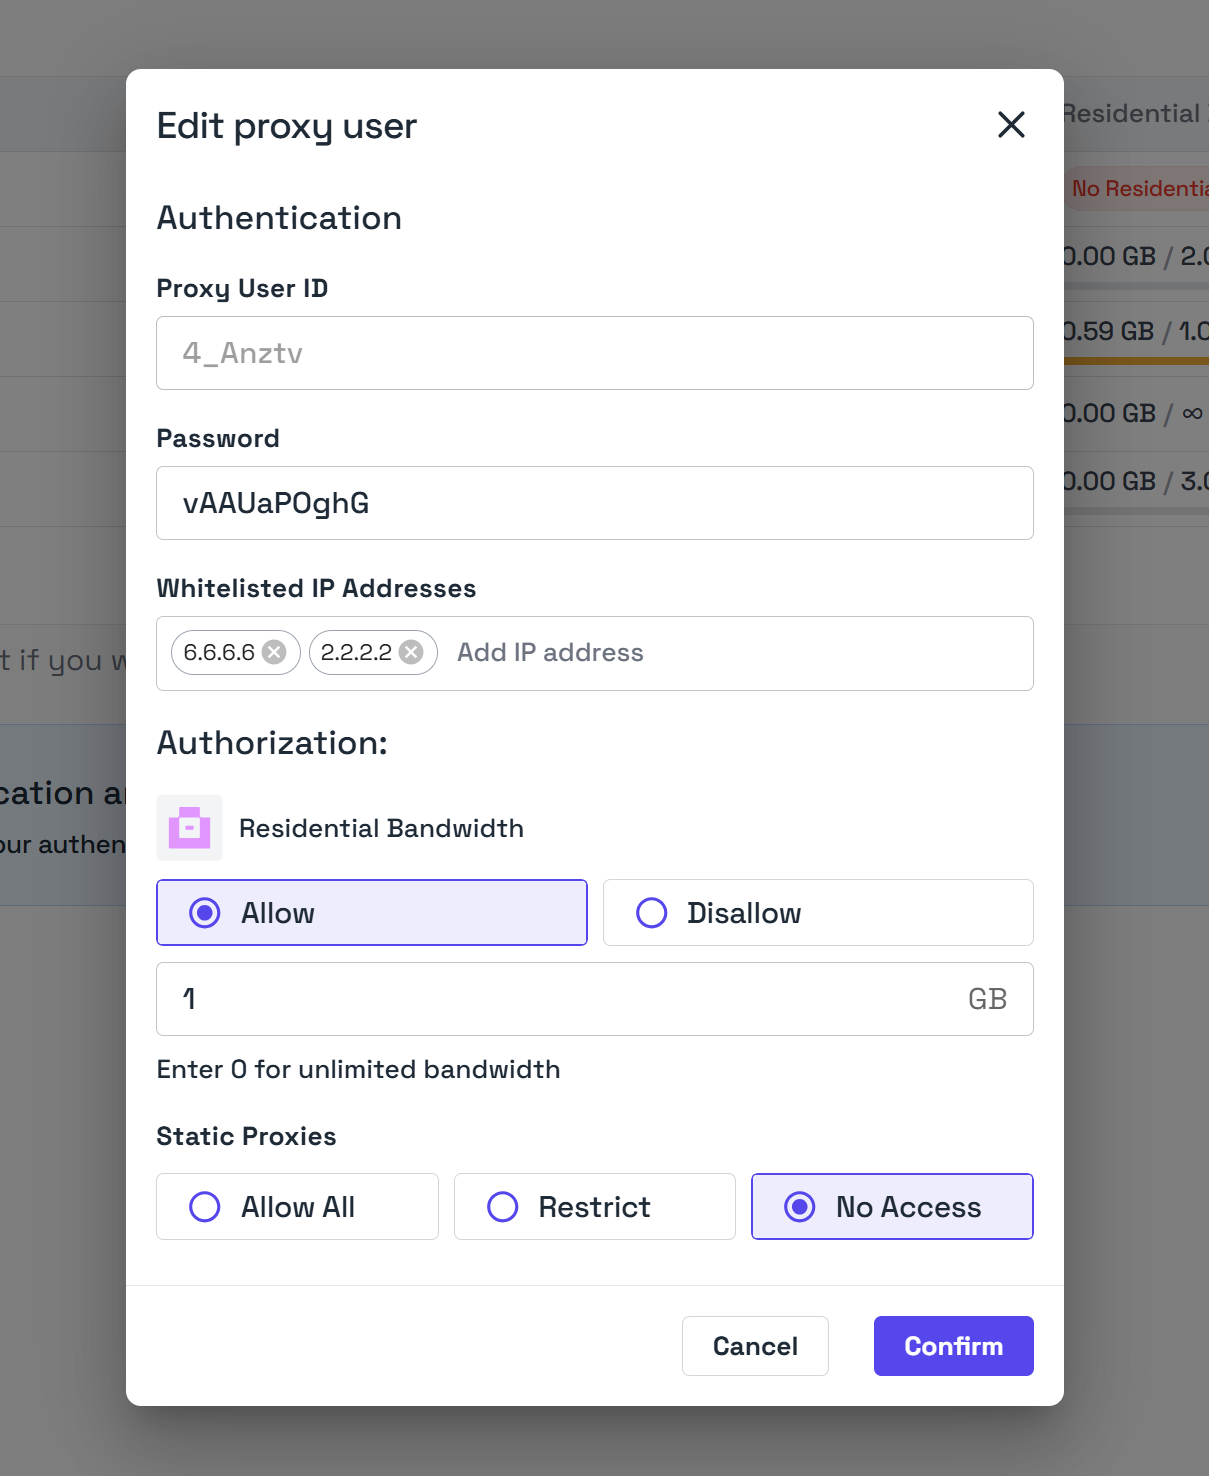 Edit proxy user
Residential
Authentication
No Residentia
Proxy User ID
0.00 GB / 2.0
4_Anztv
0.59 GB / 1.0
Password
0.00 GB / ∞
vAAUaPOghG
0.00 GB / 3.0
Whitelisted IP Addresses
6.6.6.6 2.2.2.2 Add IP address
t if you w
Authorization:
cation an
Residential Bandwidth
our authen
Allow Disallow
1 GB
Enter 0 for unlimited bandwidth
Static Proxies
Allow All Restrict No Access
Cancel Confirm